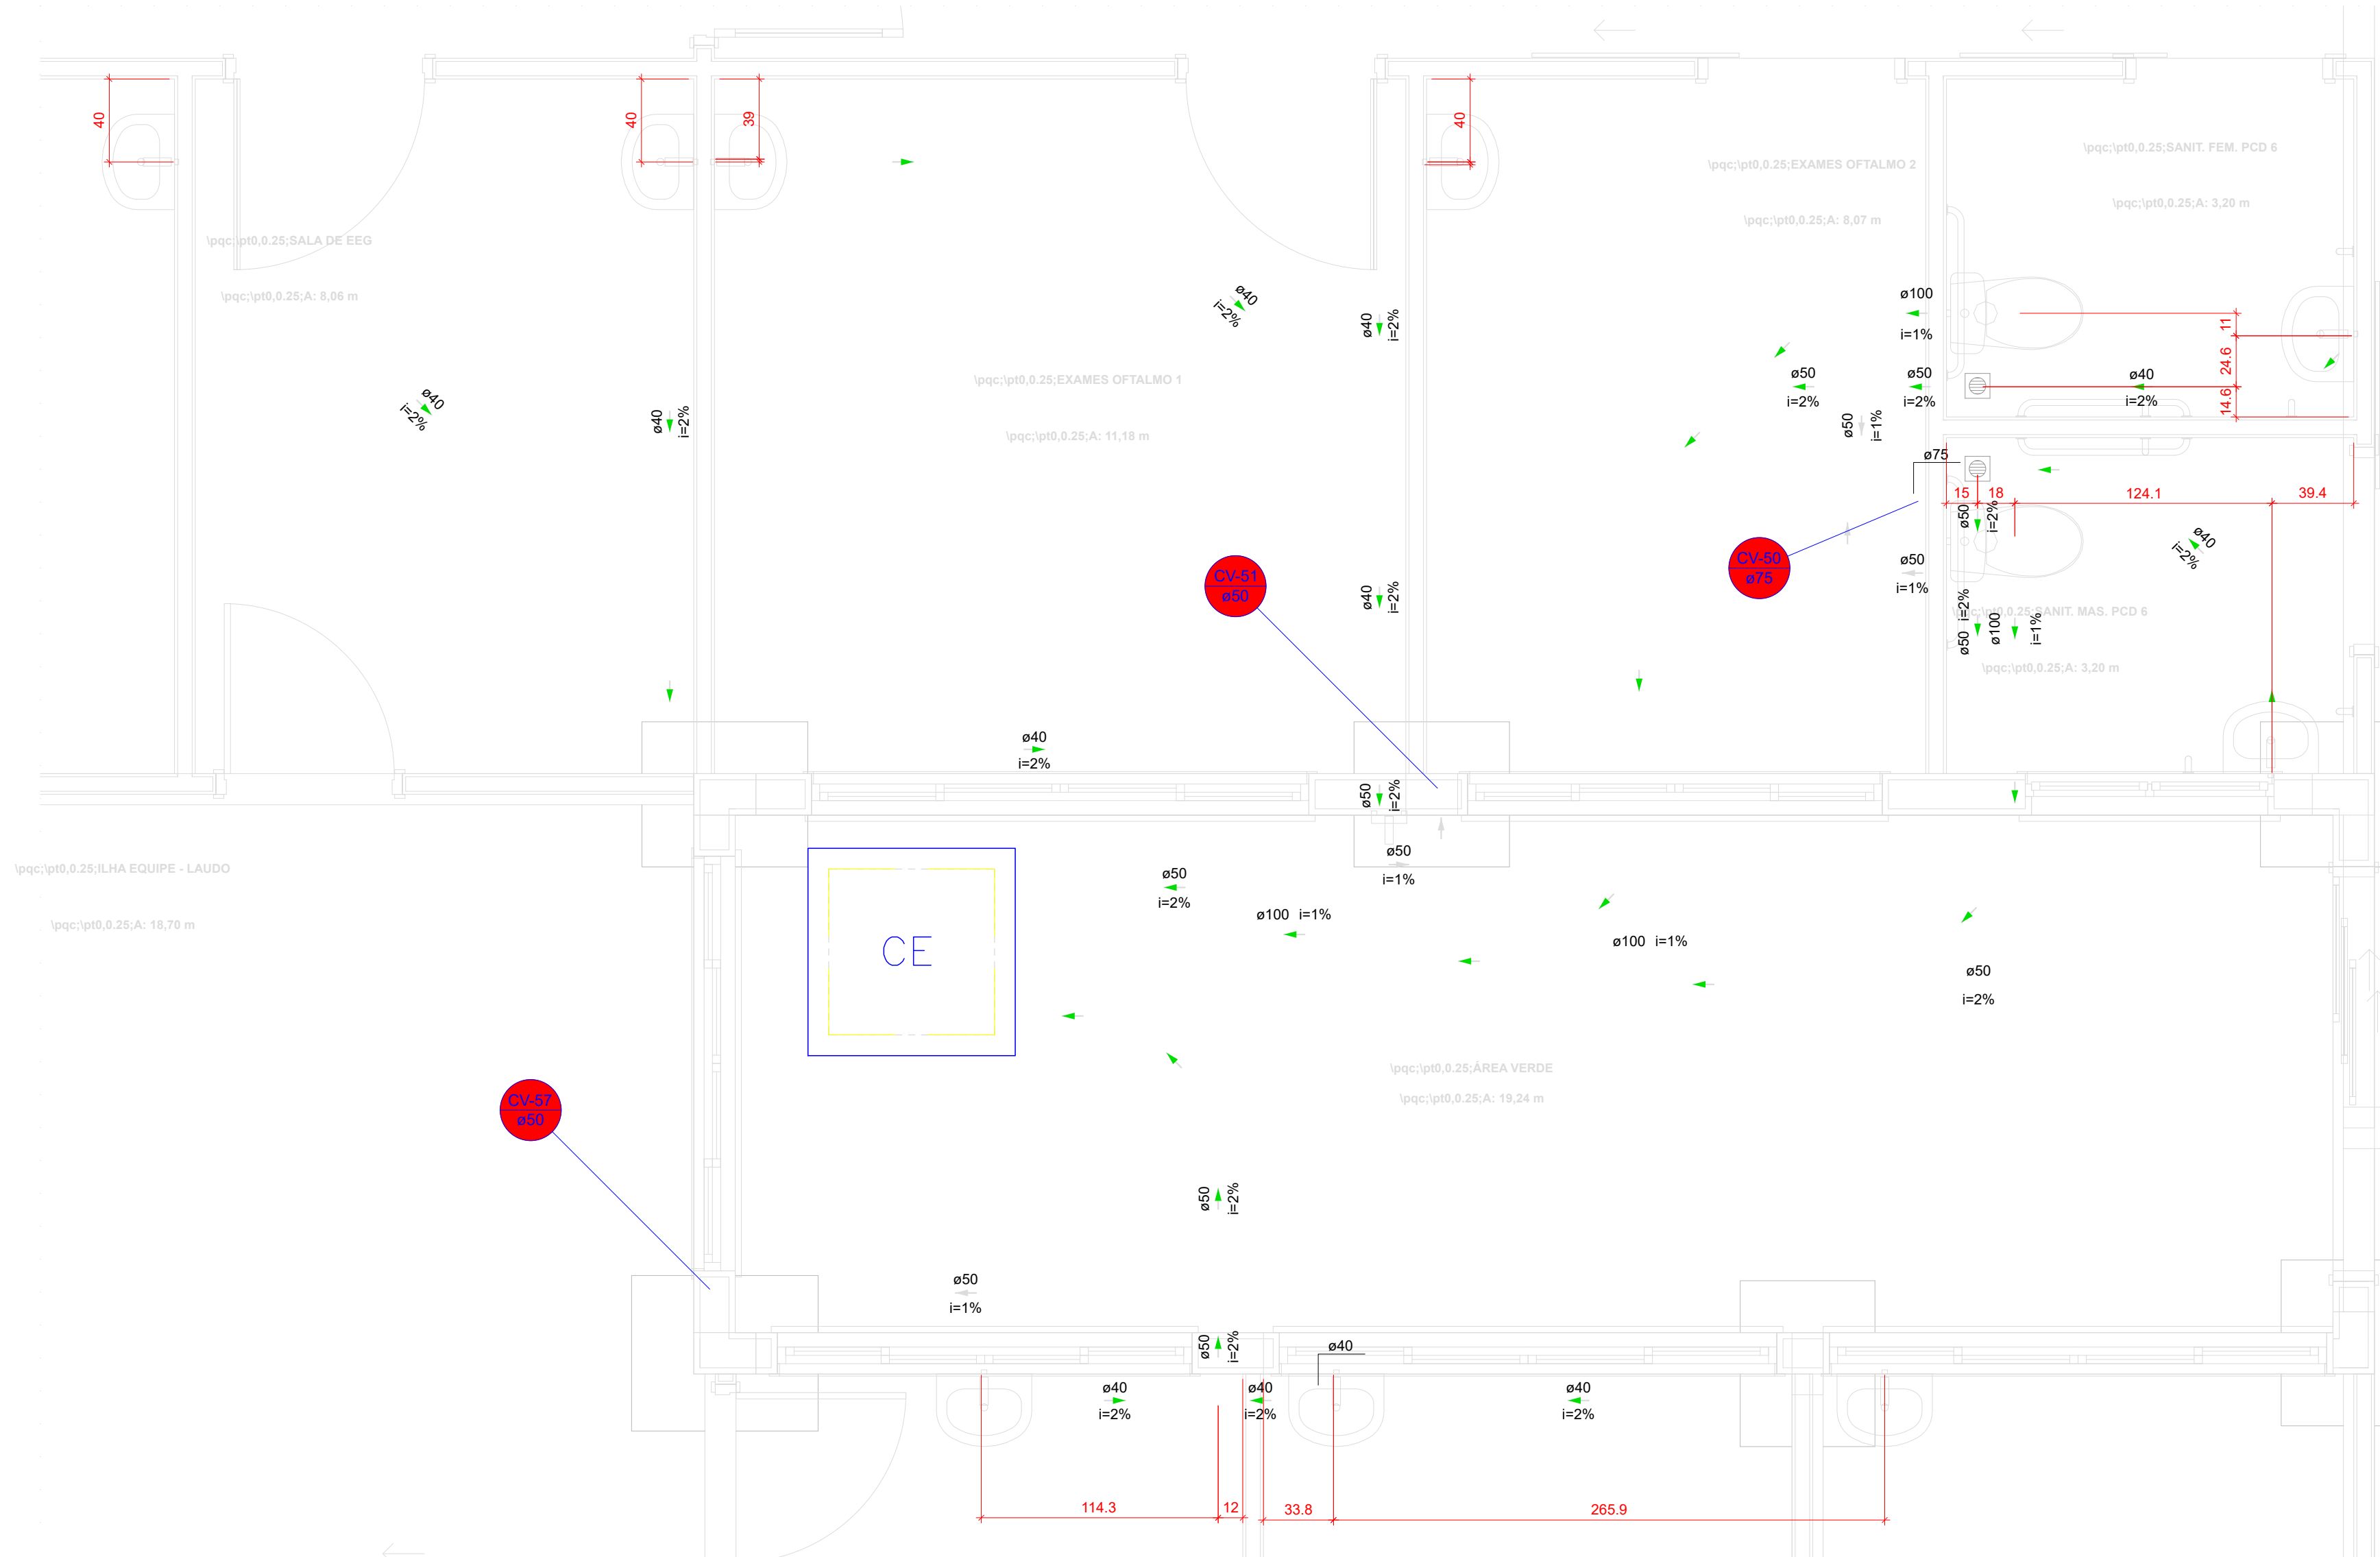 40
40
39
40
\pqc;\pt0,0.25;SANIT. FEM. PCD 6
\pqc;\pt0,0.25;EXAMES OFTALMO 2
\pqc;\pt0,0.25;A: 3,20 m
\pqc;\pt0,0.25;A: 8,07 m
\pqc;\pt0,0.25;SALA DE EEG
\pqc;\pt0,0.25;A: 8,06 m
ø40
i=2%
ø40
i=2%
ø100
i=1%
11
24.6
14.6
\pqc;\pt0,0.25;EXAMES OFTALMO 1
\pqc;\pt0,0.25;A: 11,18 m
ø50
i=2%
ø50
i=2%
ø40
i=2%
ø40
i=2%
ø40
i=2%
ø50
i=1%
ø75
15
18
124.1
39.4
ø50
i=2%
ø40
i=2%
CV-51
ø50
CV-50
ø75
ø40
i=2%
ø50
i=1%
ø50
i=2%
ø100
i=1%
\pqc;\pt0,0.25;SANIT. MAS. PCD 6
\pqc;\pt0,0.25;A: 3,20 m
ø40
i=2%
ø50
i=2%
ø50
i=1%
\pqc;\pt0,0.25;ILHA EQUIPE - LAUDO
\pqc;\pt0,0.25;A: 18,70 m
ø50
i=2%
ø100 i=1%
ø100 i=1%
CE
ø50
i=2%
\pqc;\pt0,0.25;ÁREA VERDE
\pqc;\pt0,0.25;A: 19,24 m
CV-57
ø50
ø50
i=2%
ø50
i=1%
ø50
i=2%
ø40
ø40
i=2%
ø40
i=2%
ø40
i=2%
114.3
12
33.8
265.9